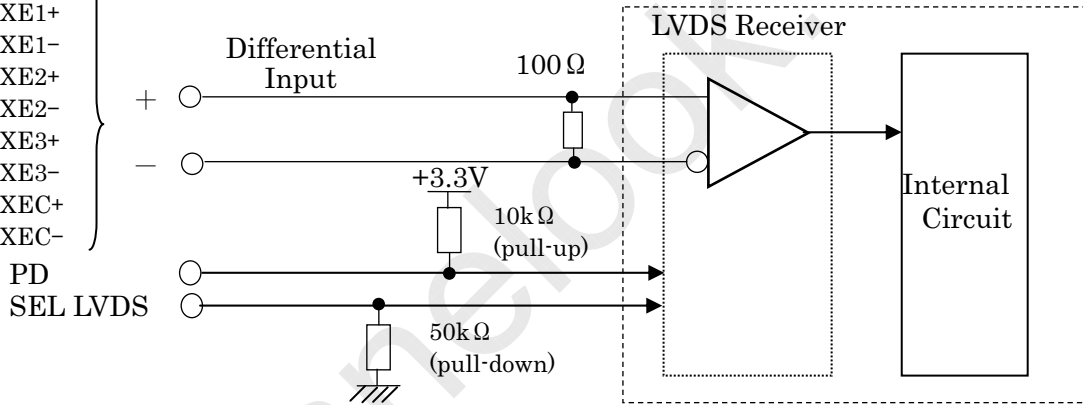 XE1+
XE1−
XE2+
XE2−
XE3+
XE3−
XEC+
XEC−
Differential
Input
+
−
100Ω
LVDS Receiver
+3.3V
10kΩ
(pull-up)
Internal
Circuit
PD
SEL LVDS
50kΩ
(pull-down)